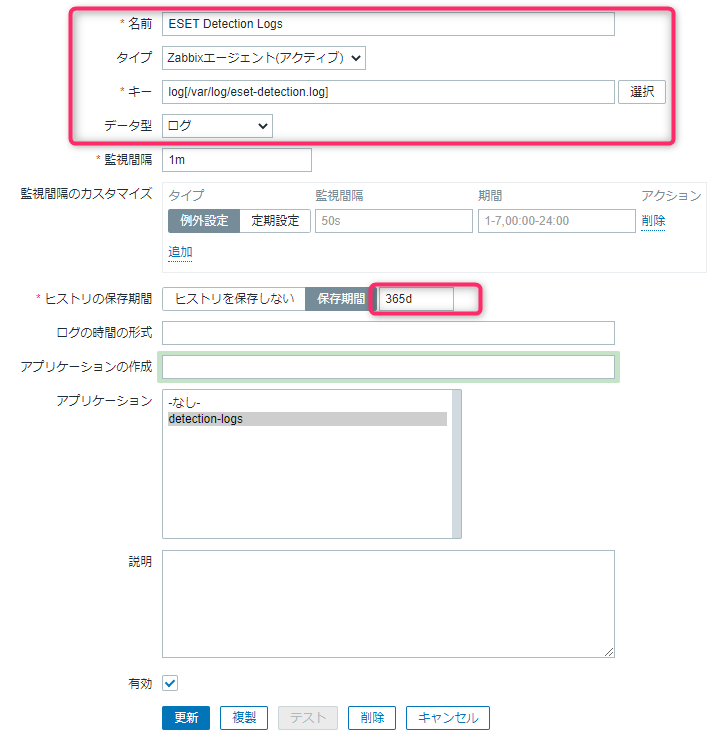 * 名前 ESET Detection Logs
タイプ Zabbixエージェント(アクティブ)
* キー log[/var/log/eset-detection.log] 選択
データ型 ログ
* 監視間隔 1m
監視間隔のカスタマイズ タイプ 監視間隔 期間 アクション
例外設定 定期設定 50s 1-7,00:00-24:00 削除
追加
* ヒストリの保存期間 ヒストリを保存しない 保存期間 365d
ログの時間の形式
アプリケーションの作成
アプリケーション -なし-
detection-logs
説明
有効
更新 複製 テスト 削除 キャンセル